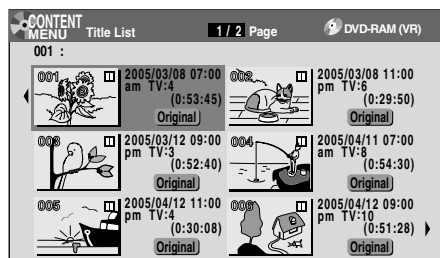 CONTENT MENU Title List 1 / 2 Page DVD-RAM (VR)
001 :
001 2005/03/08 07:00
am TV:4
(0:53:45)
Original
002 2005/03/08 11:00
pm TV:6
(0:29:50)
Original
003 2005/03/12 09:00
pm TV:3
(0:52:40)
Original
004 2005/04/11 07:00
am TV:8
(0:54:30)
Original
005 2005/04/12 11:00
pm TV:4
(0:30:08)
Original
006 2005/04/12 09:00
pm TV:10
(0:51:28)
Original